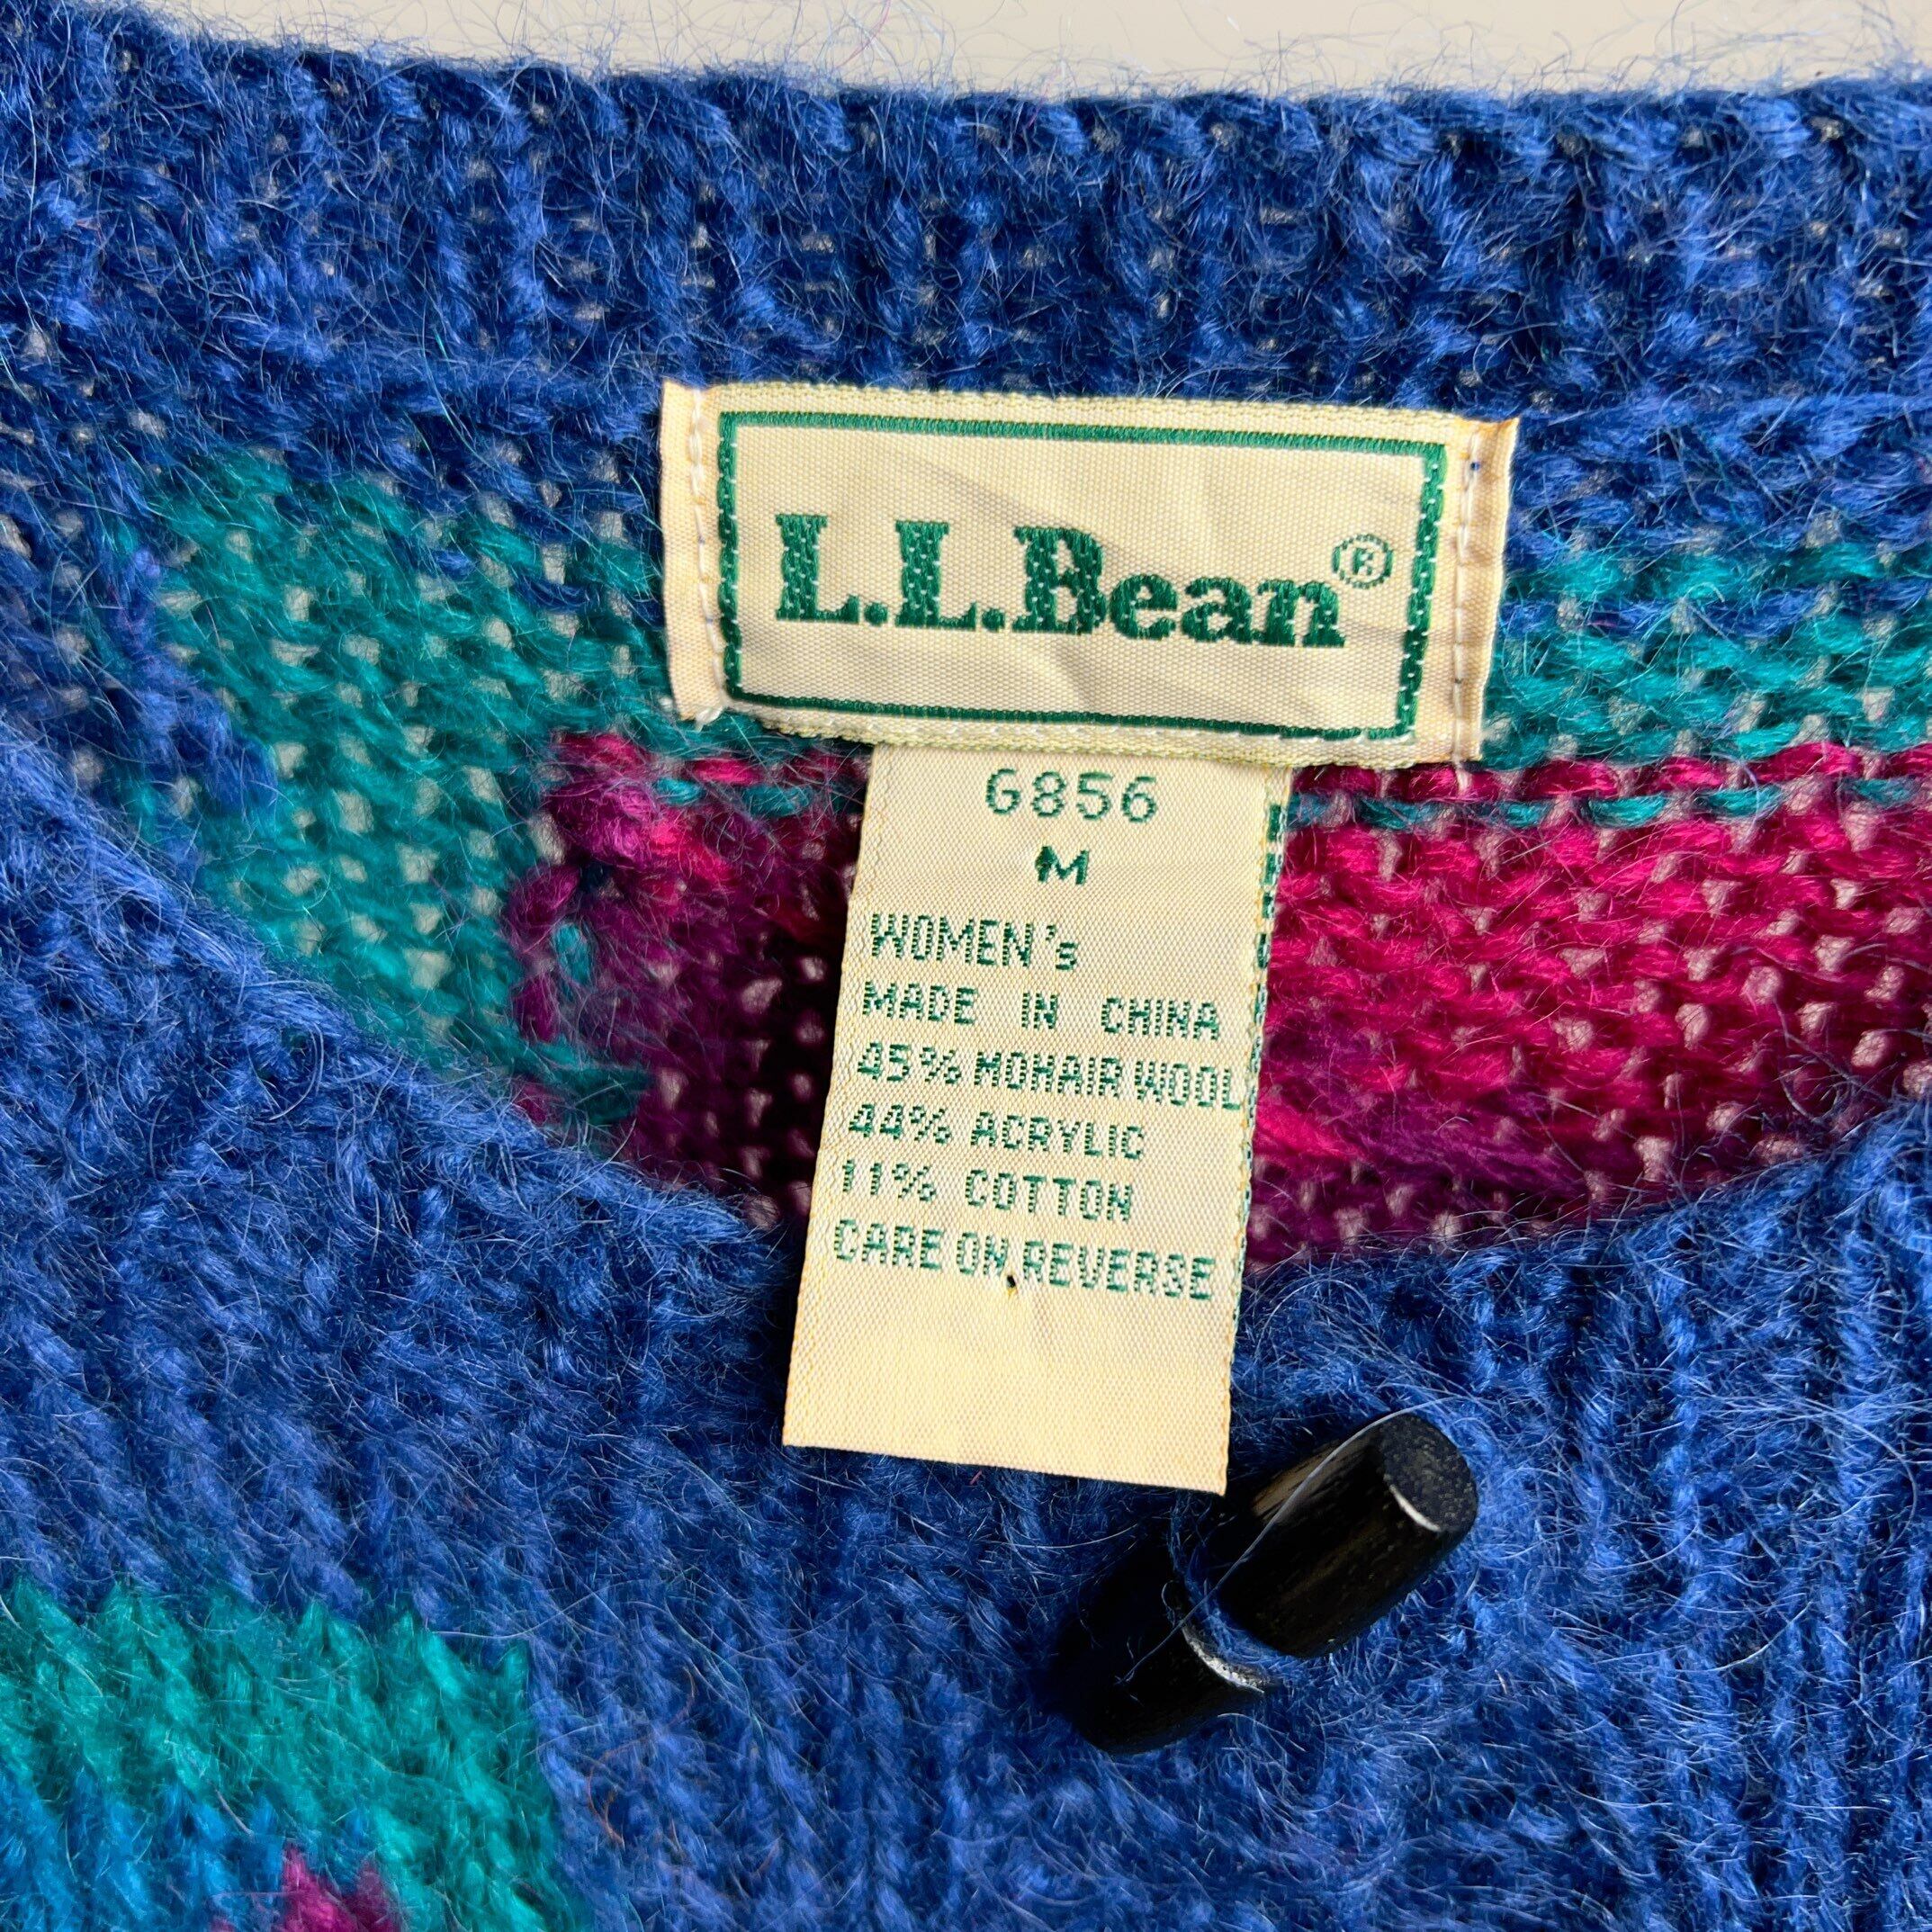 L.L.Bean®
G856
M
WOMEN's
MADE IN CHINA
45% MOHAIR WOOL
44% ACRYLIC
11% COTTON
CARE ON REVERSE